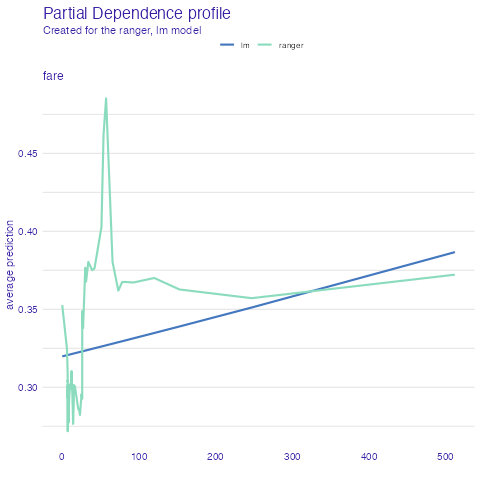 Partial Dependence profile
Created for the ranger, lm model
lm ranger
fare
0.45
0.40
0.35
0.30
average prediction
0 100 200 300 400 500